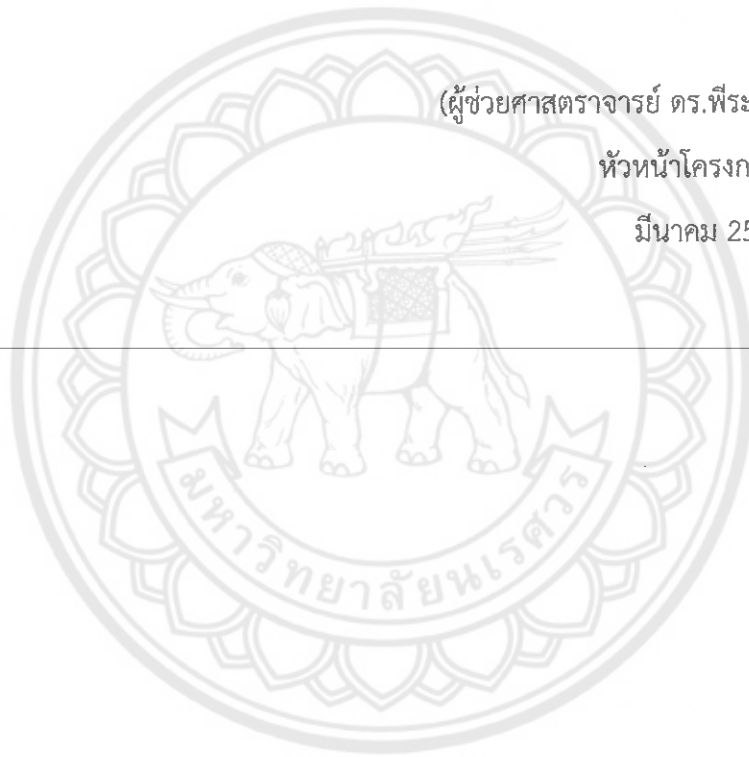 (ผู้ช่วยศาสตราจารย์ ดร.พีระ
หัวหน้าโครงก
มีนาคม 25
มหาวิทยาลัยนเรศวร